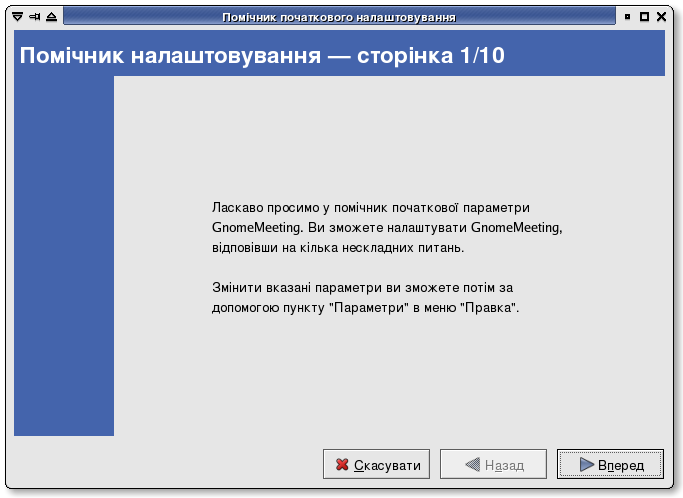 Помічник початкового налаштовування
Помічник налаштовування — сторінка 1/10
Ласкаво просимо у помічник початкової параметри
GnomeMeeting. Ви зможете налаштувати GnomeMeeting,
відповівши на кілька нескладних питань.
Змінити вказані параметри ви зможете потім за
допомогою пункту "Параметри" в меню "Правка".
Скасувати
Назад
Вперед